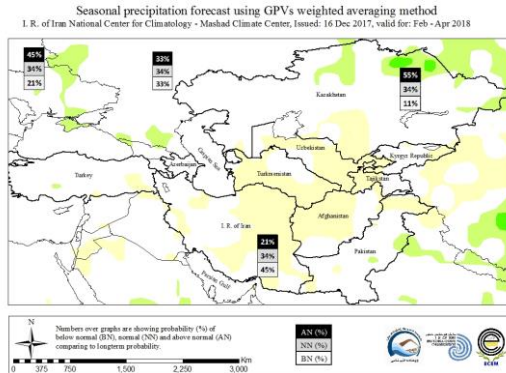 Seasonal precipitation forecast using GPVs weighted averaging method
I. R. of Iran National Center for Climatology - Mashad Climate Center, Issued: 16 Dec 2017, valid for: Feb - Apr 2018
45%
34%
21%
33%
34%
33%
55%
34%
11%
Kazakhstan
Caspian Sea
Uzbekistan
Kyrgyz Republic
Azerbaijan
Turkey
Turkmenistan
Tajikistan
Afghanistan
I. R. of Iran
Pakistan
21%
34%
45%
Persian Gulf
N
Numbers over graphs are showing probability (%) of
below normal (BN), normal (NN) and above normal (AN)
comparing to longterm probability.
AN (%)
NN (%)
BN (%)
0 375 750 1,500 2,250 3,000 Km